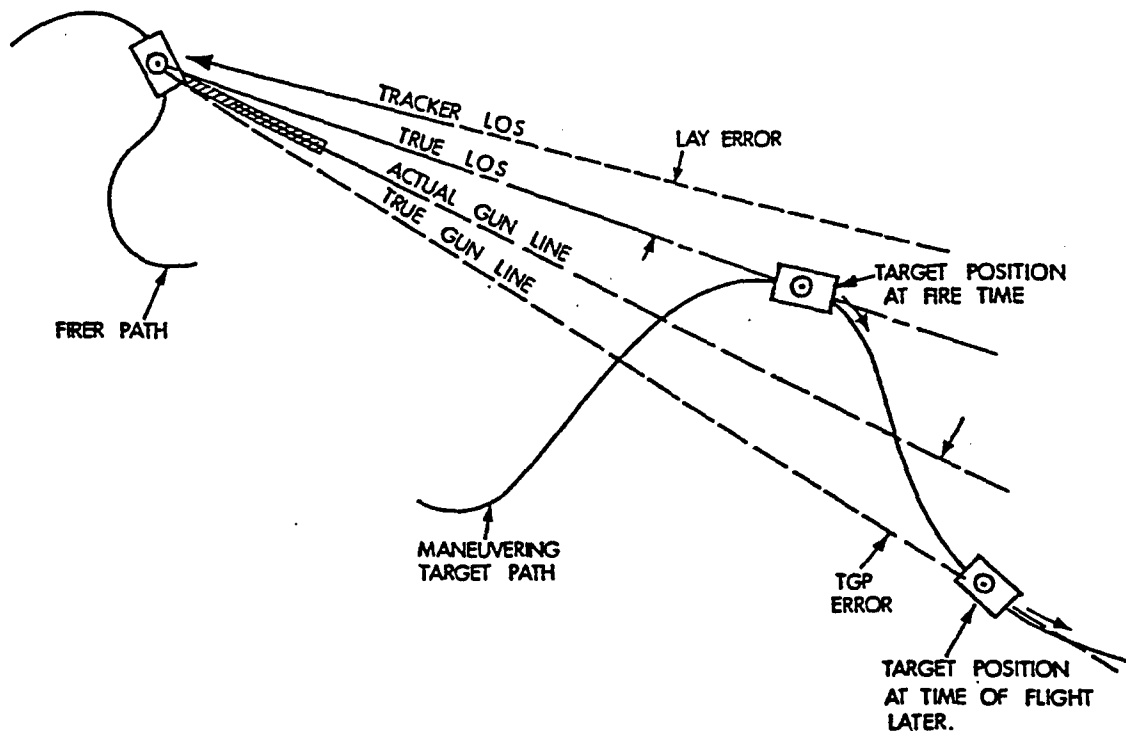 TRACKER LOS
TRUE LOS
ACTUAL GUN LINE
TRUE GUN LINE
LAY ERROR
TARGET POSITION
AT FIRE TIME
FIRER PATH
MANEUVERING
TARGET PATH
TGP
ERROR
TARGET POSITION
AT TIME OF FLIGHT
LATER.